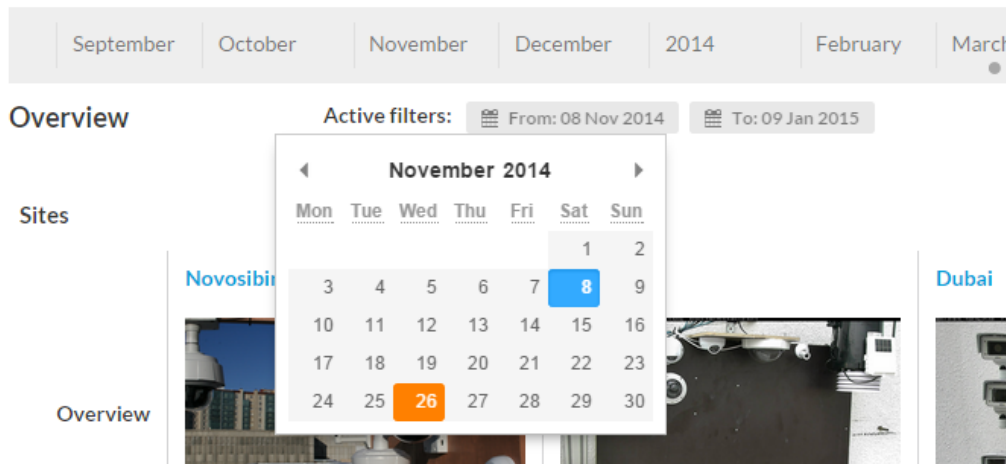 September October November December 2014 February March
Overview Active filters: From: 08 Nov 2014 To: 09 Jan 2015
November 2014
Mon Tue Wed Thu Fri Sat Sun
1 2
3 4 5 6 7 8 9
10 11 12 13 14 15 16
17 18 19 20 21 22 23
24 25 26 27 28 29 30
Sites
Novosibir Dubai
Overview